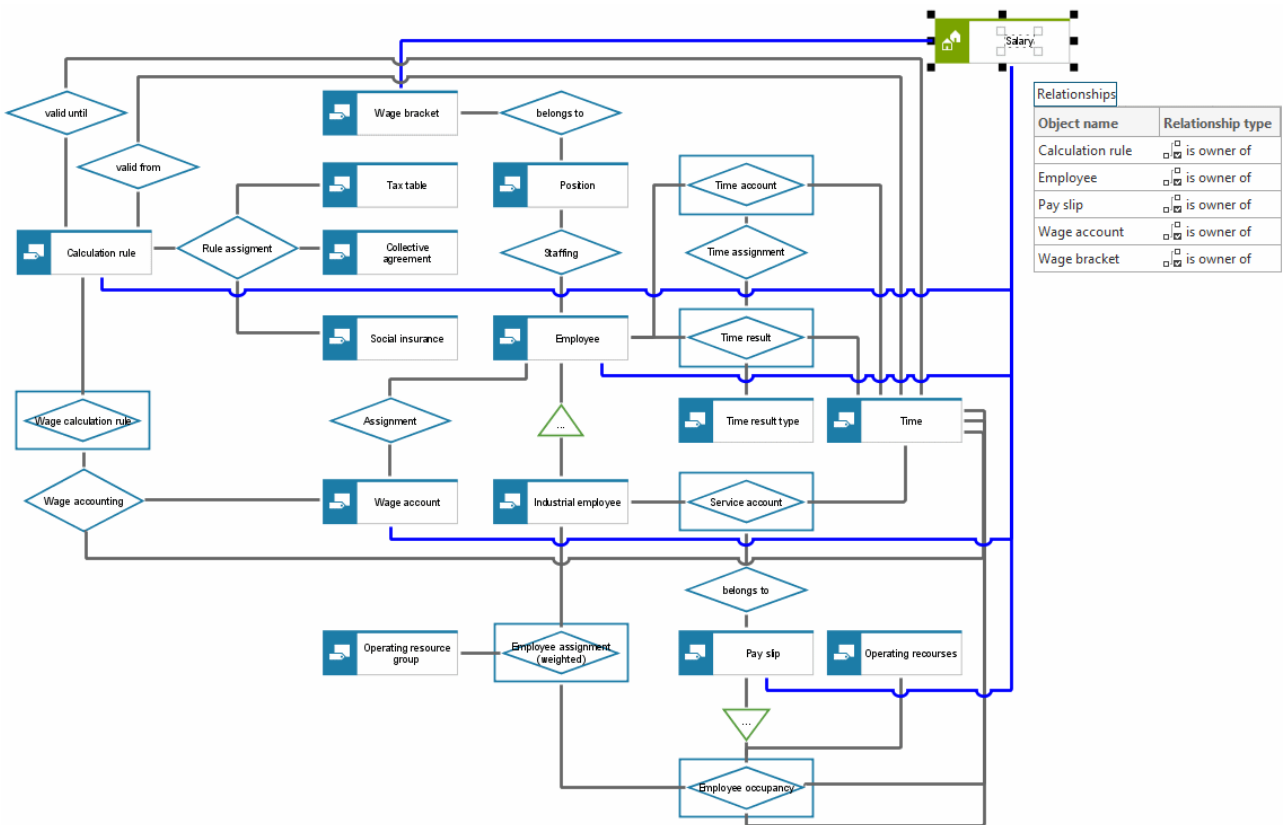 Salary
Relationships
Object name Relationship type
Calculation rule is owner of
Employee is owner of
Pay slip is owner of
Wage account is owner of
Wage bracket is owner of
valid until
Wage bracket
belongs to
valid from
Tax table
Position
Time account
Calculation rule
Rule assigment
Collective
agreement
Staffing
Time assignment
Social insurance
Employee
Time result
Wage calculation rule
Assignment
...
Time result type
Time
Wage accounting
Wage account
Industrial employee
Service account
belongs to
Operating resource
group
Employee assignment
(weighted)
Pay slip
Operating recourses
...
Employee occupancy